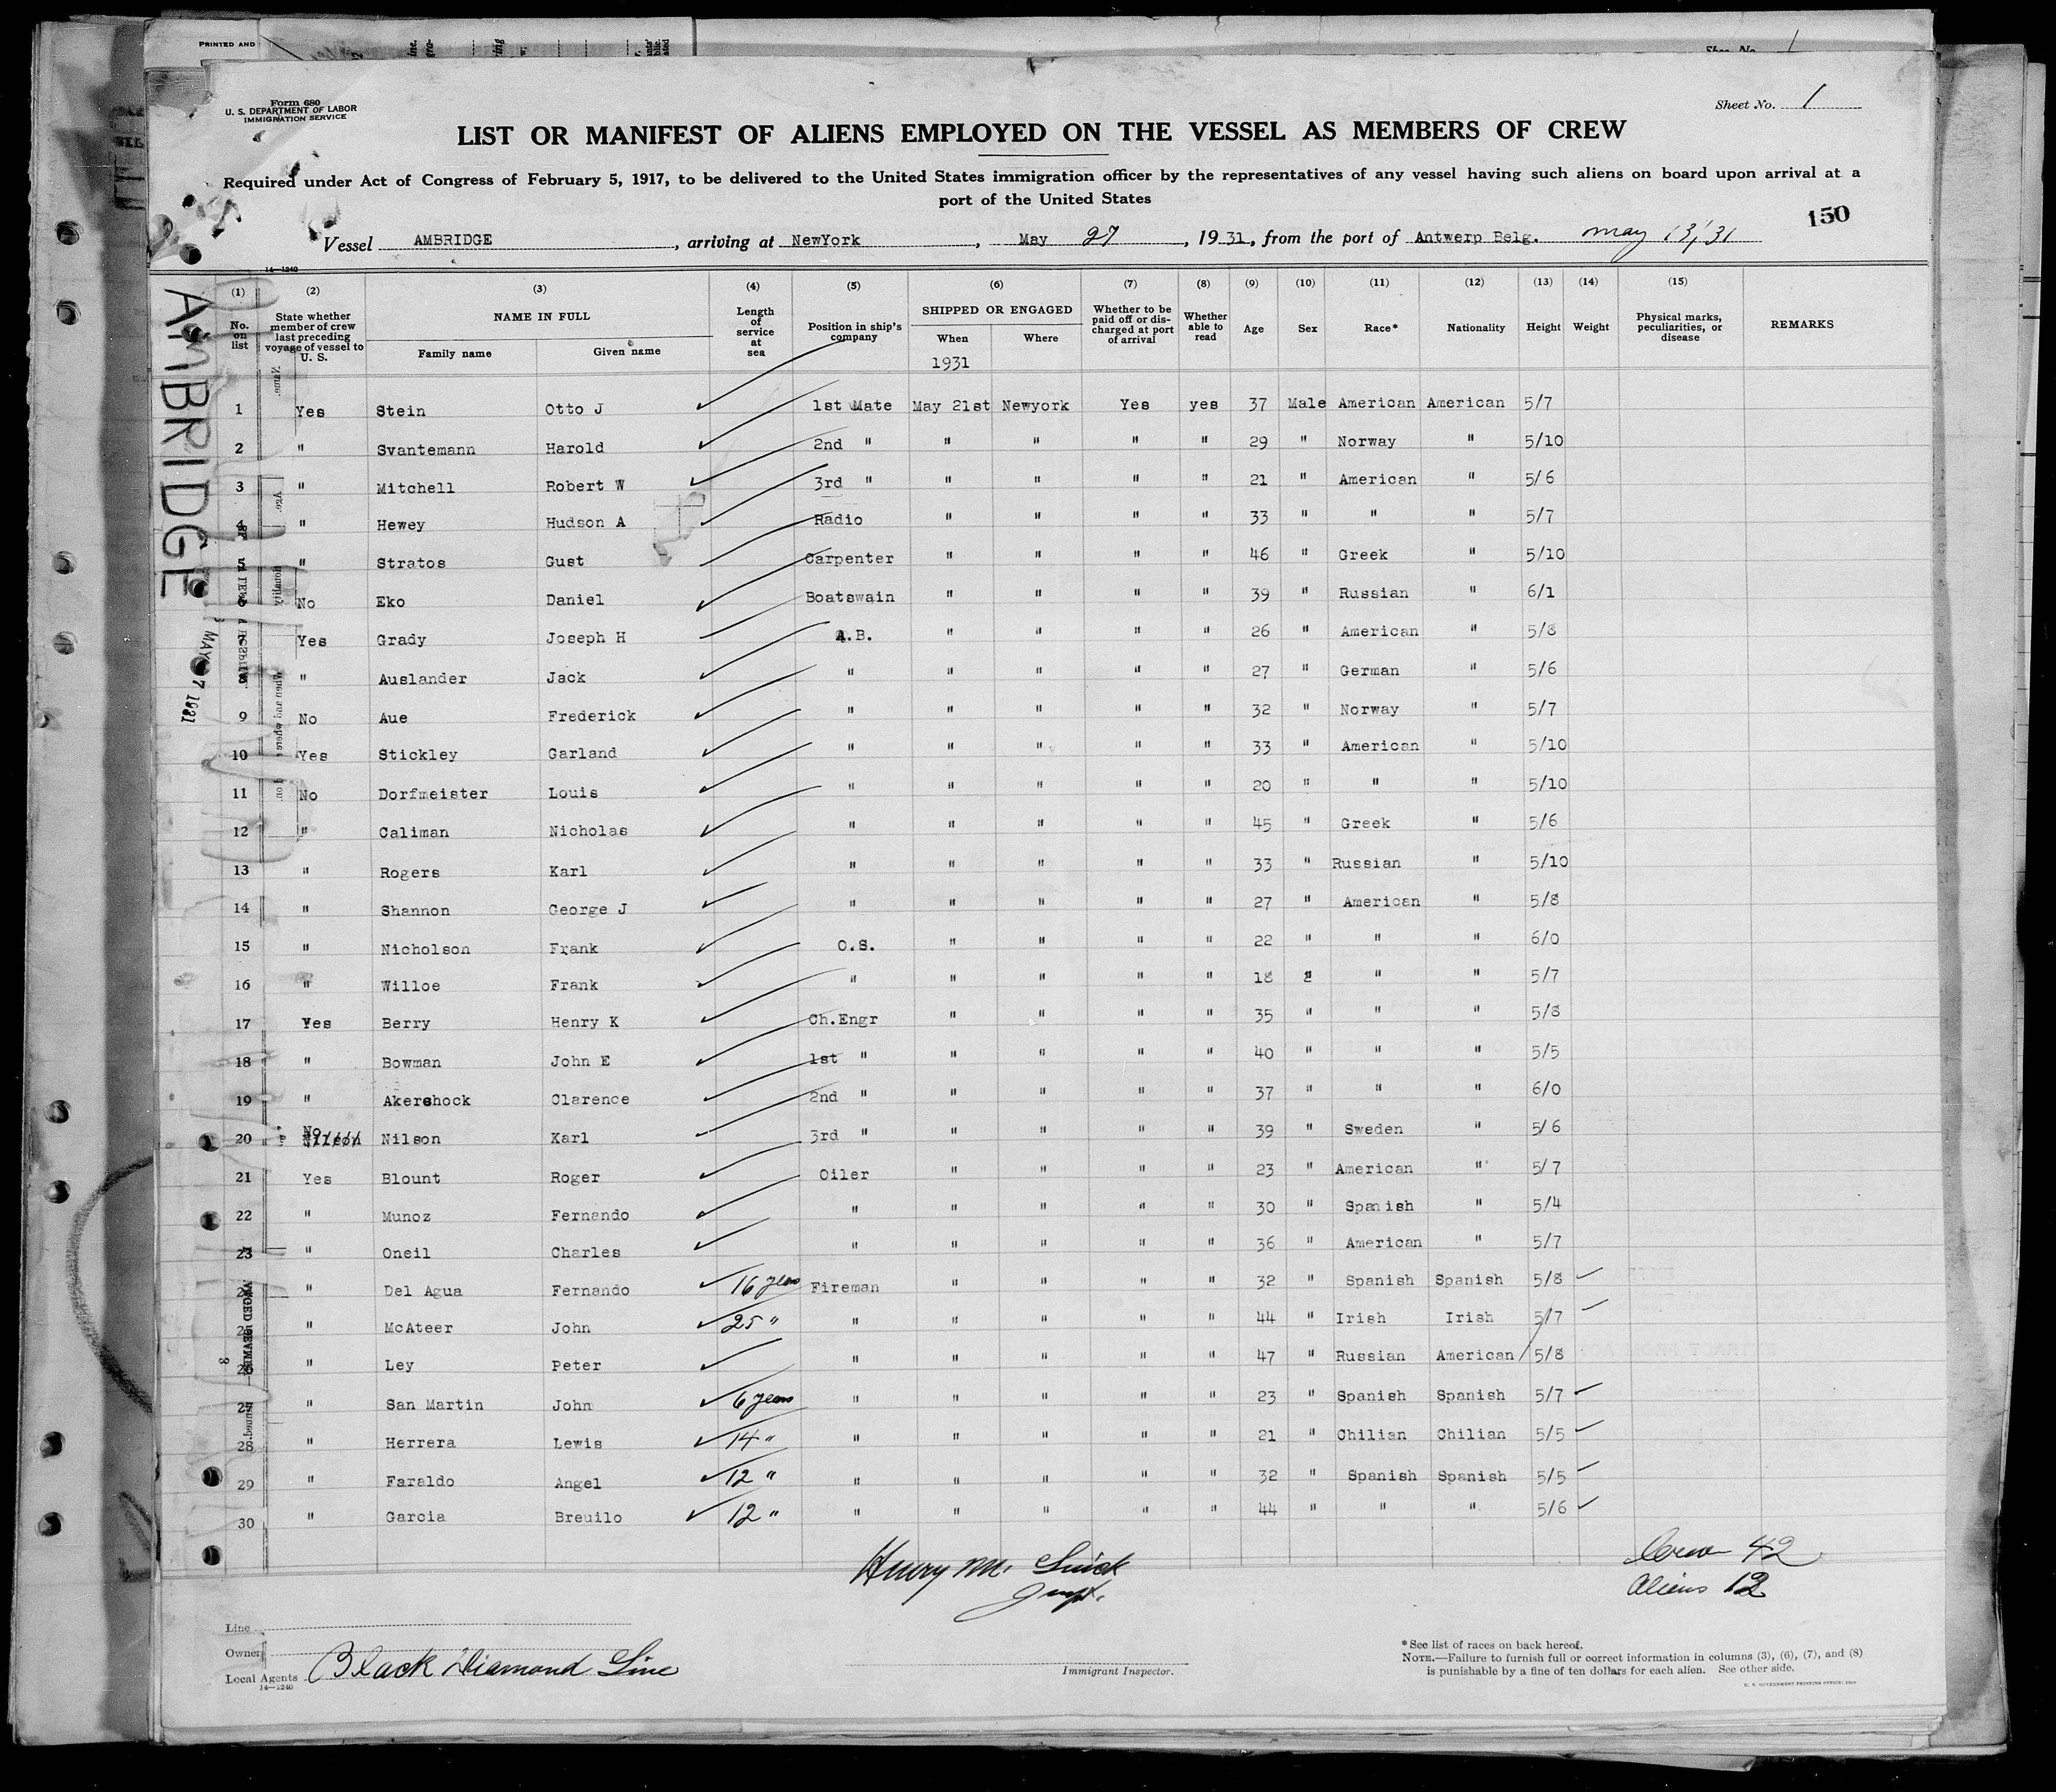 PRINTED AND
Form 680
U. S. DEPARTMENT OF LABOR
IMMIGRATION SERVICE
Sheet No. 1
LIST OR MANIFEST OF ALIENS EMPLOYED ON THE VESSEL AS MEMBERS OF CREW
Required under Act of Congress of February 5, 1917, to be delivered to the United States immigration officer by the representatives of any vessel having such aliens on board upon arrival at a
port of the United States
150
Vessel AMBRIDGE, arriving at NewYork, May 27, 1931, from the port of Antwerp Belg. May 13, '31
14—1240
AMBRIDGE
(1) No. on list
(2) State whether member of crew last preceding voyage of vessel to U. S.
(3) NAME IN FULL Family name Given name
(4) Length of service at sea
(5) Position in ship's company
(6) SHIPPED OR ENGAGED When Where
(7) Whether to be paid off or discharged at port of arrival
(8) Whether able to read
(9) Age
(10) Sex
(11) Race*
(12) Nationality
(13) Height
(14) Weight
(15) Physical marks, peculiarities, or disease
REMARKS
1931
1 Yes Stein Otto J 1st Mate May 21st Newyork Yes yes 37 Male American American 5/7
2 " Svantemann Harold 2nd " " " " " 29 " Norway " 5/10
3 " Mitchell Robert W 3rd " " " " " 21 " American " 5/6
4 " Hewey Hudson A Radio " " " " 33 " " " 5/7
5 " Stratos Gust Carpenter " " " " 46 " Greek " 5/10
6 No Eko Daniel Boatswain " " " " 39 " Russian " 6/1
7 Yes Grady Joseph H A.B. " " " " 26 " American " 5/8
8 " Auslander Jack " " " " " 27 " German " 5/6
9 No Aue Frederick " " " " " 32 " Norway " 5/7
10 Yes Stickley Garland " " " " " 33 " American " 5/10
11 No Dorfmeister Louis " " " " " 20 " " " 5/10
12 " Caliman Nicholas " " " " " 45 " Greek " 5/6
13 " Rogers Karl " " " " " 33 " Russian " 5/10
14 " Shannon George J " " " " " 27 " American " 5/8
15 " Nicholson Frank O.S. " " " " 22 " " " 6/0
16 " Willoe Frank " " " " " 18 " " " 5/7
17 Yes Berry Henry K Ch.Engr " " " " 35 " " " 5/8
18 " Bowman John E 1st " " " " " 40 " " " 5/5
19 " Akershock Clarence 2nd " " " " " 37 " " " 6/0
20 No Nilson Karl 3rd " " " " " 39 " Sweden " 5/6
21 Yes Blount Roger Oiler " " " " 23 " American " 5/7
22 " Munoz Fernando " " " " " 30 " Spanish " 5/4
23 " Oneil Charles " " " " " 36 " American " 5/7
24 " Del Agua Fernando 16 years Fireman " " " " 32 " Spanish Spanish 5/8
25 " McAteer John 25 " " " " " " 44 " Irish Irish 5/7
26 " Ley Peter " " " " " 47 " Russian American 5/8
27 " San Martin John 6 years " " " " " 23 " Spanish Spanish 5/7
28 " Herrera Lewis 14 " " " " " " 21 " Chilian Chilian 5/5
29 " Faraldo Angel 12 " " " " " " 32 " Spanish Spanish 5/5
30 " Garcia Breuilo 12 " " " " " " 44 " " " 5/6
Crew 42
Aliens 12
Henry M.
Line
Owner
Local Agents Black Diamond Line
14—1240
Immigrant Inspector.
*See list of races on back hereof.
NOTE.—Failure to furnish full or correct information in columns (3), (6), (7), and (8)
is punishable by a fine of ten dollars for each alien. See other side.